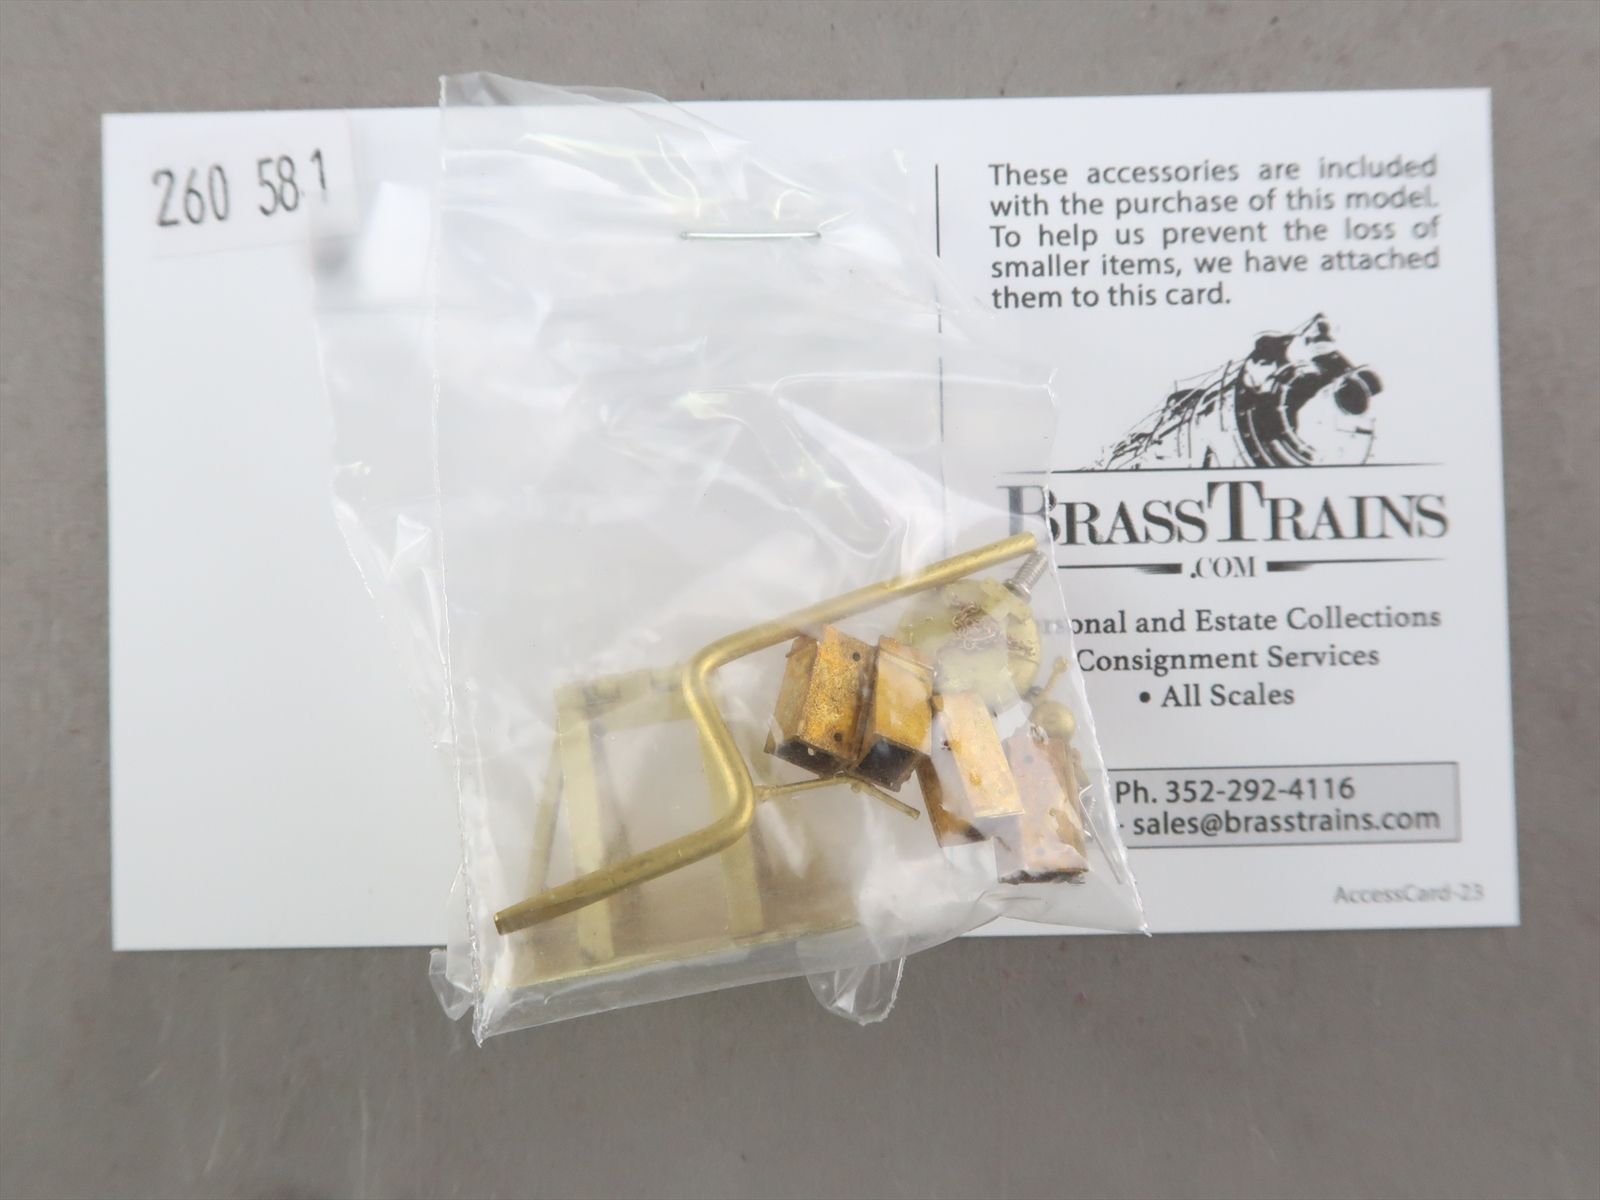 260 58.1
These accessories are included
with the purchase of this model.
To help us prevent the loss of
smaller items, we have attached
them to this card.
BRASSTRAINS
.COM
and Estate Collections
Consignment Services
• All Scales
Ph. 352-292-4116
sales@brasstrains.com
AccessCard-23